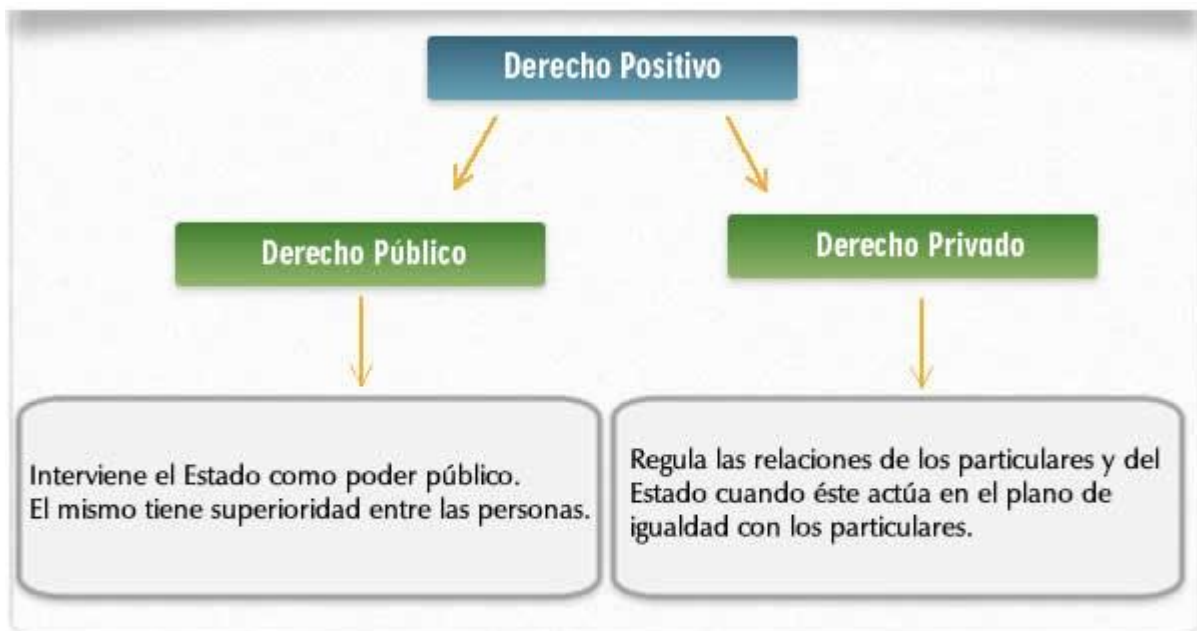 Derecho Positivo
Derecho Público
Derecho Privado
Interviene el Estado como poder público.
El mismo tiene superioridad entre las personas.
Regula las relaciones de los particulares y del
Estado cuando éste actúa en el plano de
igualdad con los particulares.